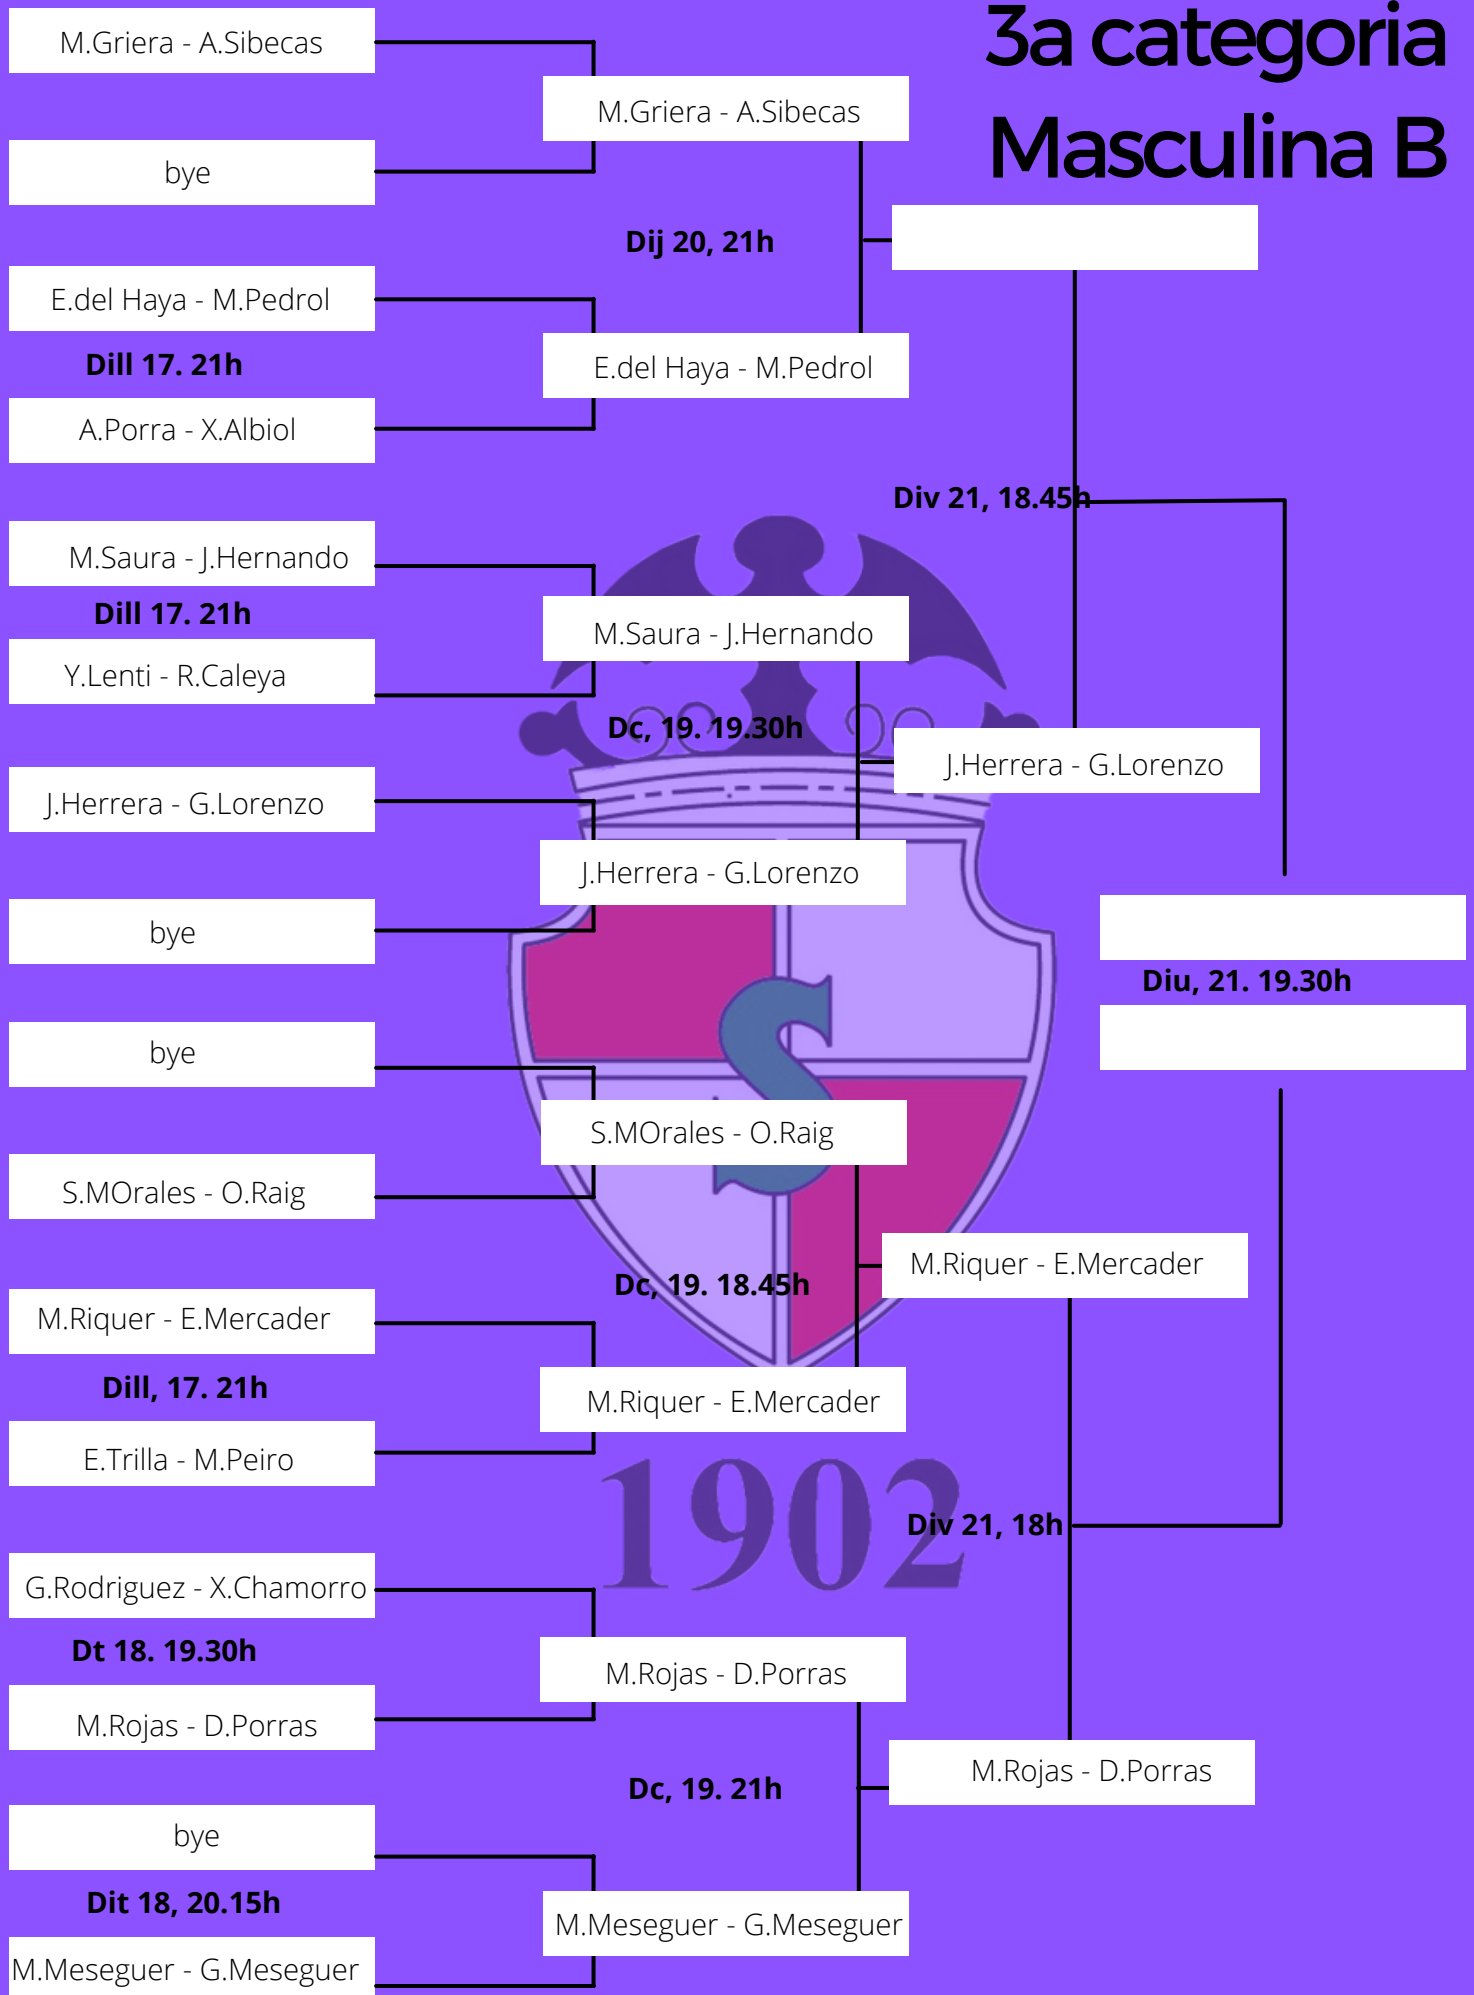 3a categoria
Masculina B
M.Griera - A.Sibecas
M.Griera - A.Sibecas
bye
Dij 20, 21h
E.del Haya - M.Pedrol
Dill 17. 21h
E.del Haya - M.Pedrol
A.Porra - X.Albiol
Div 21, 18.45h
M.Saura - J.Hernando
Dill 17. 21h
M.Saura - J.Hernando
Y.Lenti - R.Caleya
Dc, 19. 19.30h
J.Herrera - G.Lorenzo
J.Herrera - G.Lorenzo
J.Herrera - G.Lorenzo
bye
Diu, 21. 19.30h
bye
S
S.MOrales - O.Raig
S.MOrales - O.Raig
M.Riquer - E.Mercader
Dc, 19. 18.45h
M.Riquer - E.Mercader
Dill, 17. 21h
M.Riquer - E.Mercader
E.Trilla - M.Peiro
1902
Div 21, 18h
G.Rodriguez - X.Chamorro
Dt 18. 19.30h
M.Rojas - D.Porras
M.Rojas - D.Porras
M.Rojas - D.Porras
Dc, 19. 21h
bye
Dit 18, 20.15h
M.Meseguer - G.Meseguer
M.Meseguer - G.Meseguer